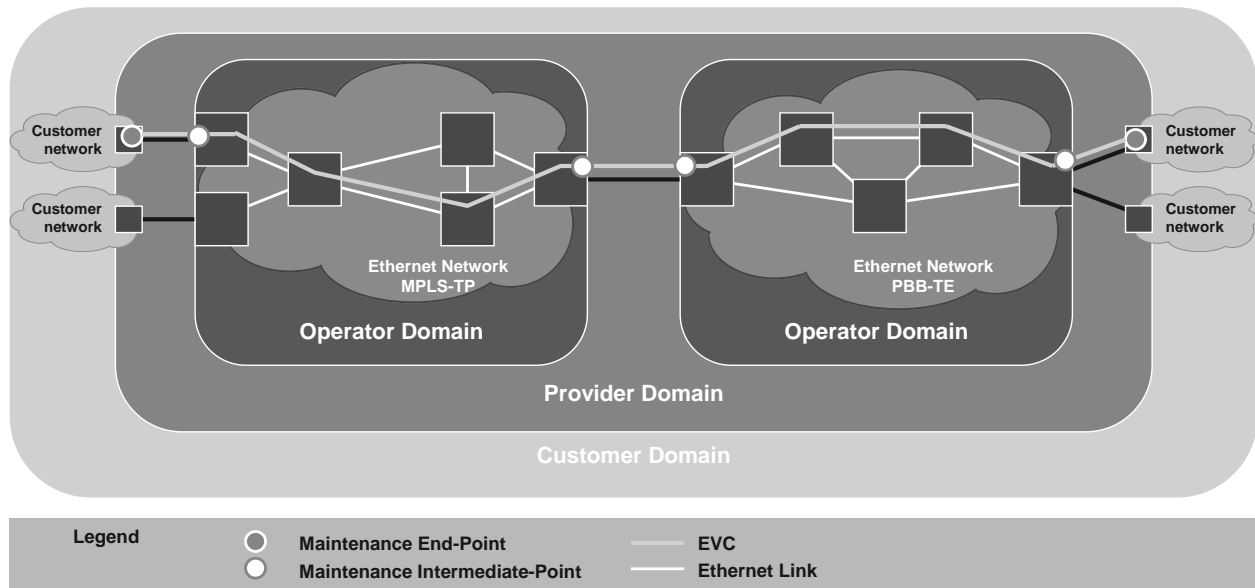 Customer
network
Customer
network
Customer
network
Customer
network
Ethernet Network
MPLS-TP
Ethernet Network
PBB-TE
Operator Domain
Operator Domain
Provider Domain
Customer Domain
Legend
Maintenance End-Point
EVC
Maintenance Intermediate-Point
Ethernet Link